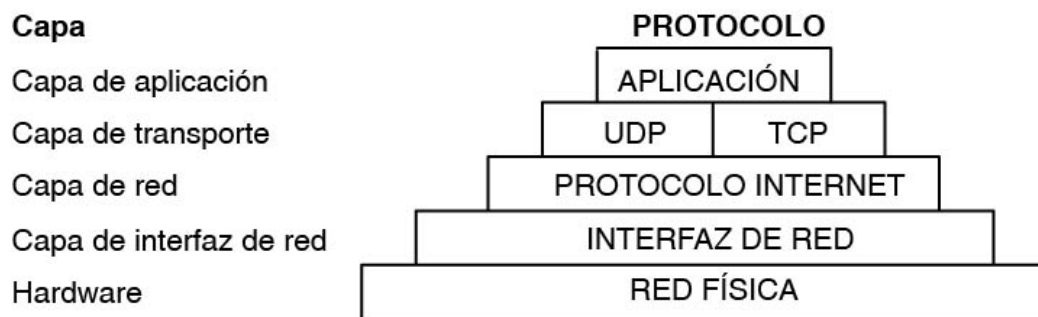 Capa PROTOCOLO
Capa de aplicación APLICACIÓN
Capa de transporte UDP TCP
Capa de red PROTOCOLO INTERNET
Capa de interfaz de red INTERFAZ DE RED
Hardware RED FÍSICA